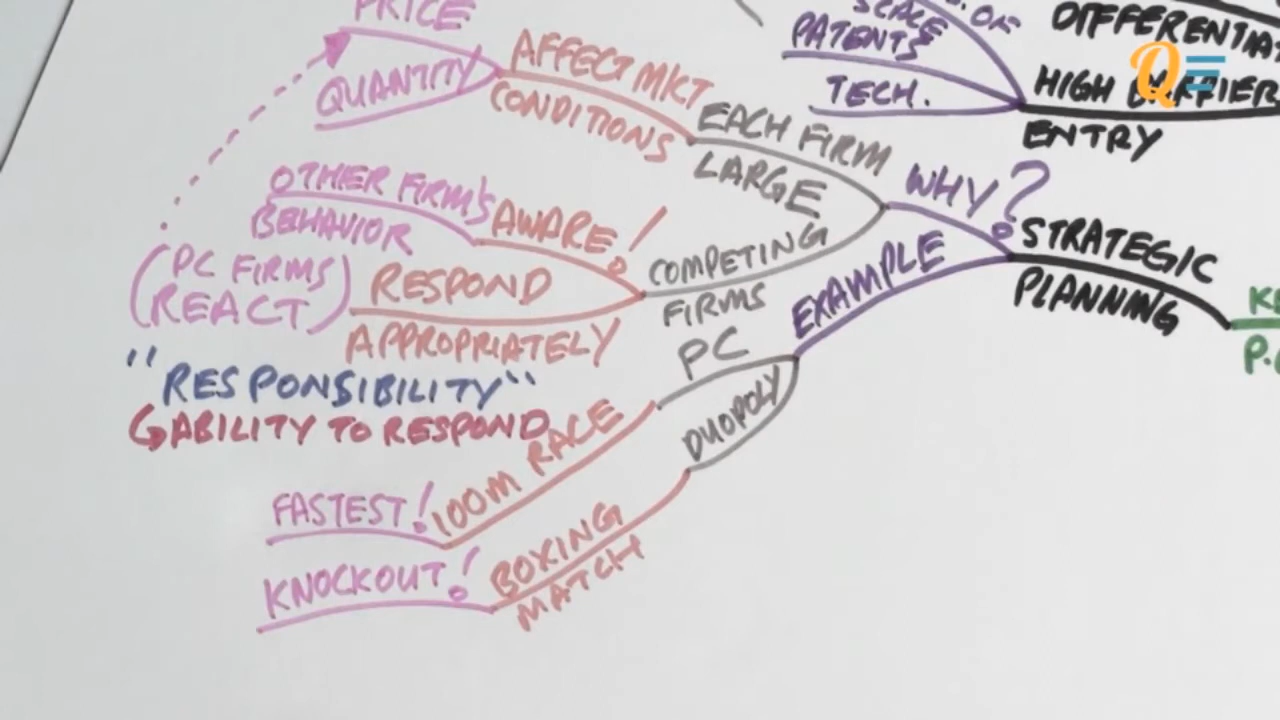 PRICE
QUANTITY
AFFECT MKT
CONDITIONS
EACH FIRM
LARGE
OTHER FIRM'S
BEHAVIOR
AWARE!
(PC FIRMS
REACT)
RESPOND
APPROPRIATELY
COMPETING
FIRMS
"RESPONSIBILITY"
ABILITY TO RESPOND
WHY?
EXAMPLE
PC
DUOPOLY
100M RACE
FASTEST!
BOXING
MATCH
KNOCKOUT!
STRATEGIC
PLANNING
SCALE
PATENTS
TECH.
HIGH BARRIER
ENTRY